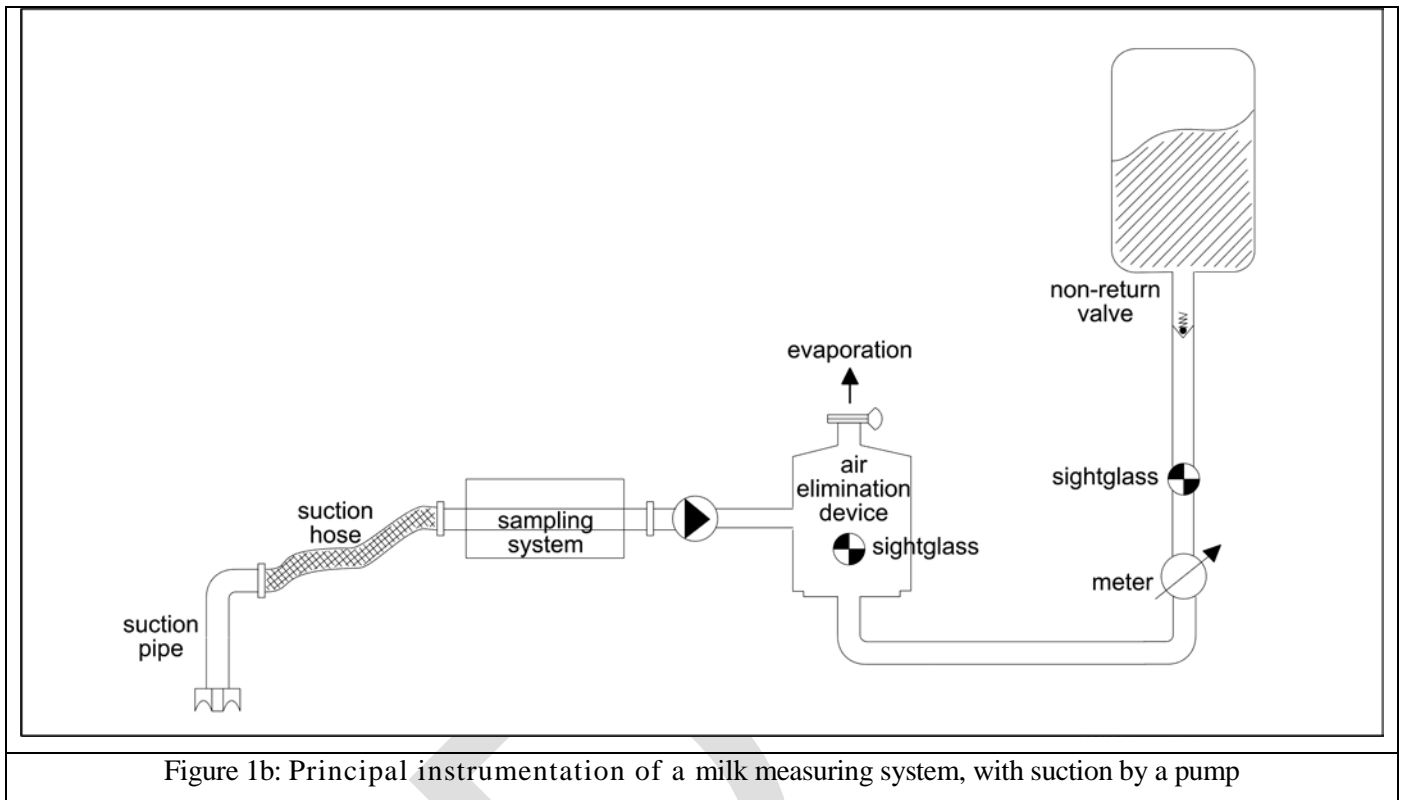 non-return
valve
evaporation
air
elimination
device
sightglass
sightglass
suction
hose
sampling
system
meter
suction
pipe
Figure 1b: Principal instrumentation of a milk measuring system, with suction by a pump